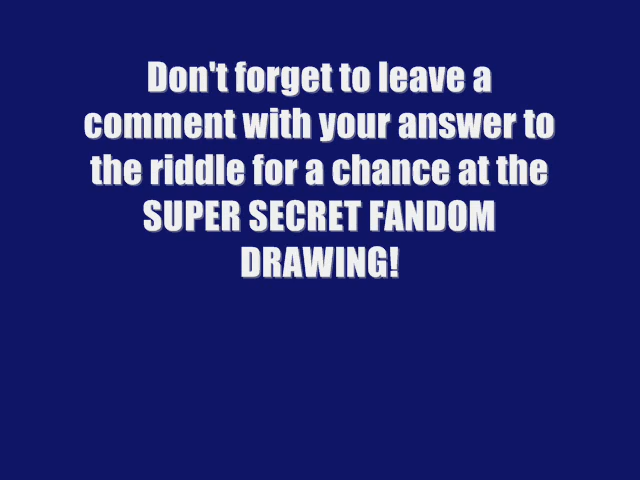 Don't forget to leave a
comment with your answer to
the riddle for a chance at the
SUPER SECRET FANDOM
DRAWING!